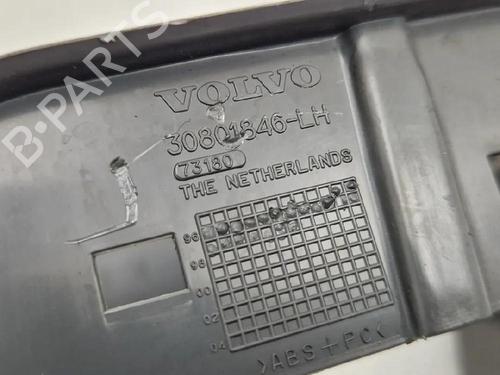 B-PARTS
VOLVO
30801846-LH
73180
THE NETHERLANDS
96
98
00
02
04
>ABS+PC<